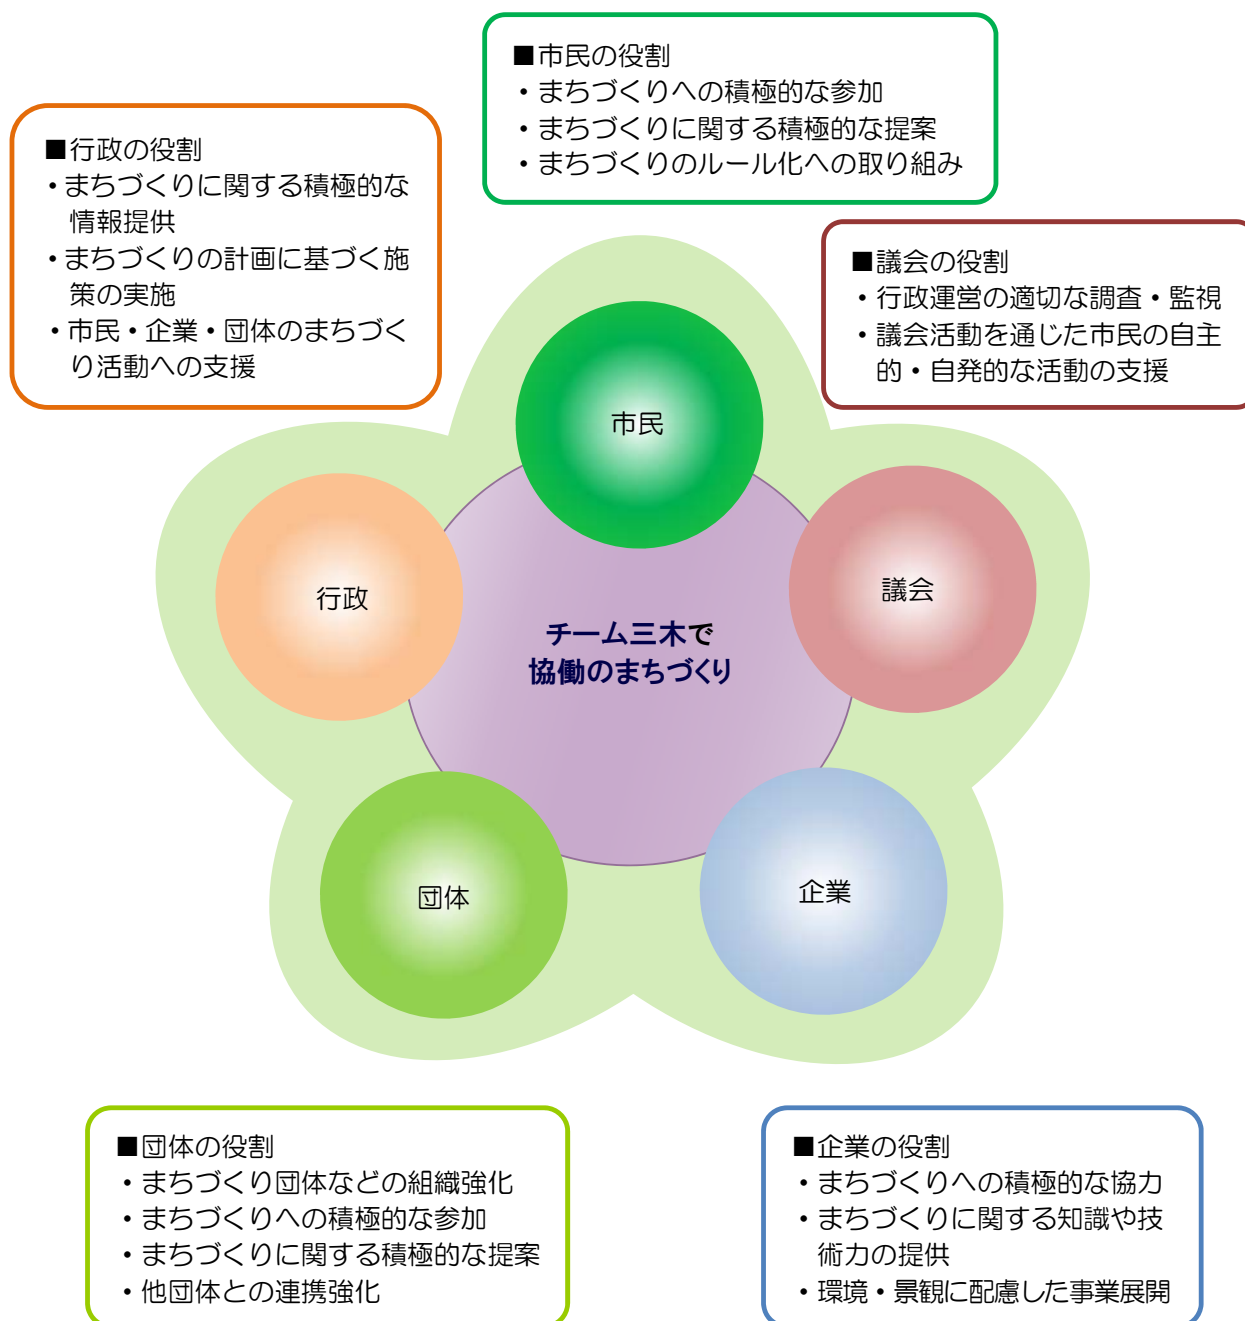 ■市民の役割
・まちづくりへの積極的な参加
・まちづくりに関する積極的な提案
・まちづくりのルール化への取り組み
■行政の役割
・まちづくりに関する積極的な
情報提供
・まちづくりの計画に基づく施
策の実施
・市民・企業・団体のまちづく
り活動への支援
■議会の役割
・行政運営の適切な調査・監視
・議会活動を通じた市民の自主
的・自発的な活動の支援
市民
行政
議会
チーム三木で
協働のまちづくり
団体
企業
■団体の役割
・まちづくり団体などの組織強化
・まちづくりへの積極的な参加
・まちづくりに関する積極的な提案
・他団体との連携強化
■企業の役割
・まちづくりへの積極的な協力
・まちづくりに関する知識や技
術力の提供
・環境・景観に配慮した事業展開